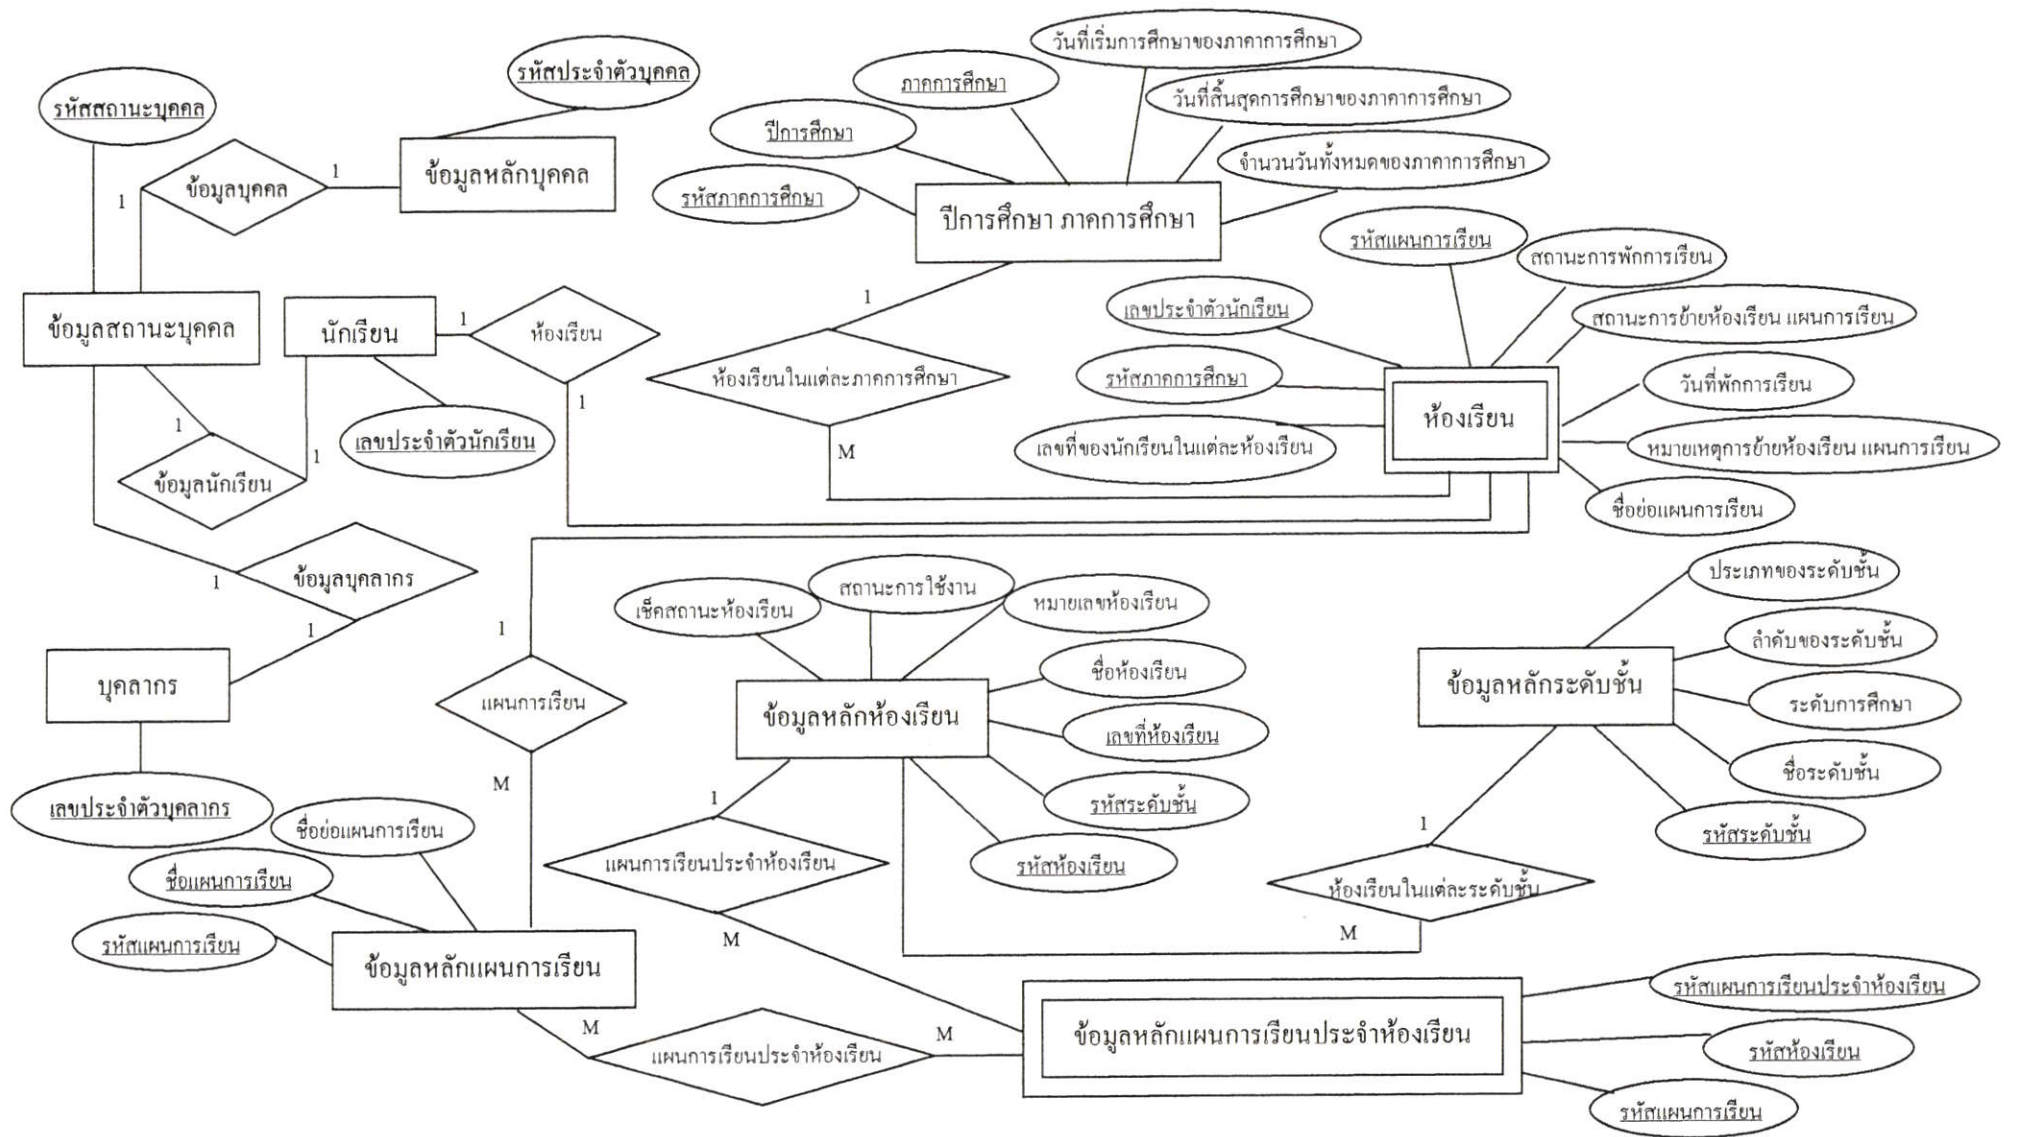 วันที่เริ่มการศึกษาของภาคาการศึกษา
รหัสประจำตัวบุคคล
ภาคการศึกษา
วันที่สิ้นสุดการศึกษาของภาคาการศึกษา
รหัสสถานะบุคคล
ปีการศึกษา
จำนวนวันทั้งหมดของภาคาการศึกษา
ข้อมูลบุคคล
1
1
ข้อมูลหลักบุคคล
รหัสภาคการศึกษา
ปีการศึกษา ภาคการศึกษา
รหัสแผนการเรียน
สถานะการพักการเรียน
1
เลขประจำตัวนักเรียน
สถานะการย้ายห้องเรียน แผนการเรียน
ข้อมูลสถานะบุคคล
นักเรียน
1
ห้องเรียน
1
ห้องเรียนในแต่ละภาคการศึกษา
M
รหัสภาคการศึกษา
วันที่พักการเรียน
ห้องเรียน
1
1
เลขประจำตัวนักเรียน
เลขที่ของนักเรียนในแต่ละห้องเรียน
หมายเหตุการย้ายห้องเรียน แผนการเรียน
ข้อมูลนักเรียน
ชื่อย่อแผนการเรียน
1
ข้อมูลบุคลากร
1
เช็คสถานะห้องเรียน
สถานะการใช้งาน
หมายเลขห้องเรียน
ประเภทของระดับชั้น
1
ชื่อห้องเรียน
ลำดับของระดับชั้น
บุคลากร
แผนการเรียน
M
ข้อมูลหลักห้องเรียน
ข้อมูลหลักระดับชั้น
ระดับการศึกษา
เลขที่ห้องเรียน
ชื่อระดับชั้น
เลขประจำตัวบุคลากร
ชื่อย่อแผนการเรียน
1
รหัสระดับชั้น
1
รหัสระดับชั้น
ชื่อแผนการเรียน
แผนการเรียนประจำห้องเรียน
M
รหัสห้องเรียน
ห้องเรียนในแต่ละระดับชั้น
M
รหัสแผนการเรียน
ข้อมูลหลักแผนการเรียน
รหัสแผนการเรียนประจำห้องเรียน
M
แผนการเรียนประจำห้องเรียน
M
ข้อมูลหลักแผนการเรียนประจำห้องเรียน
รหัสห้องเรียน
รหัสแผนการเรียน